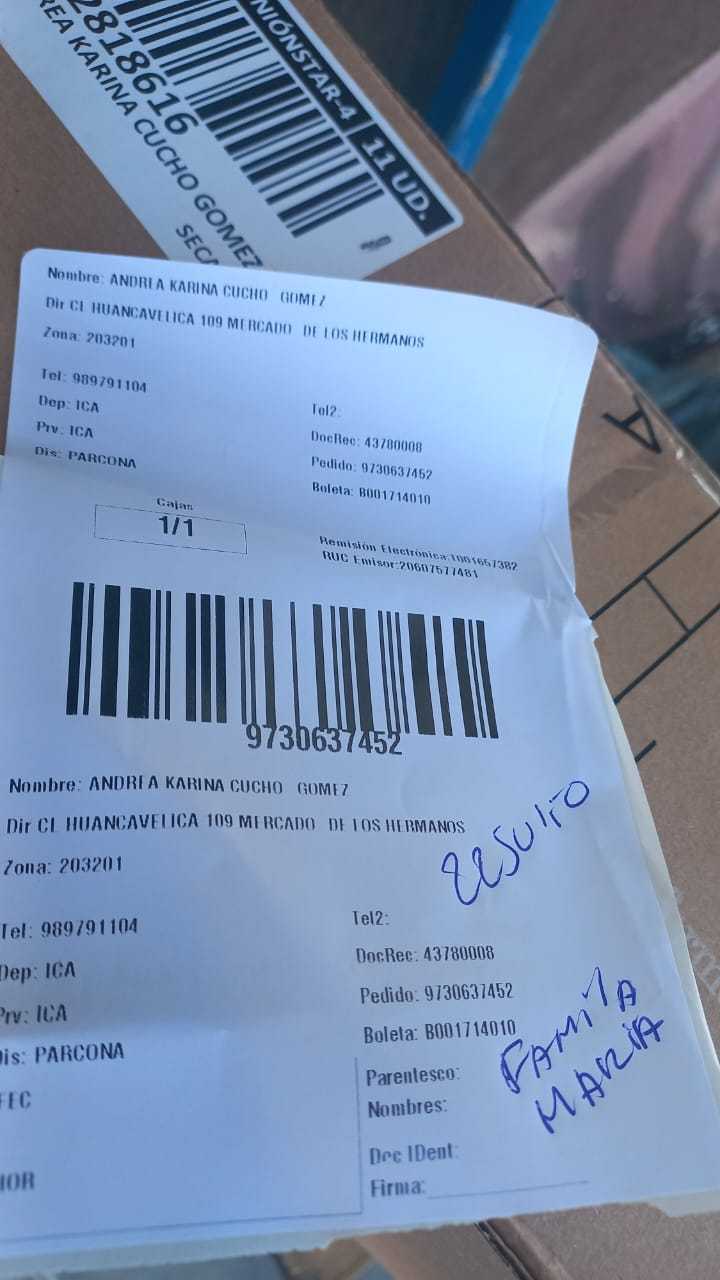 NIÓNSTAR-4 11 UD.
2818616
REA KARINA CUCHO GOMEZ
SECA
Nombre: ANDREA KARINA CUCHO GOMEZ
Dir CL HUANCAVELICA 109 MERCADO DE LOS HERMANOS
Zona: 203201
Tel: 989791104
Tel2:
Dep: ICA
DocRec: 43780008
Prv: ICA
Pedido: 9730637452
Dis: PARCONA
Boleta: B001714010
Cajas
1/1
Remisión Electrónica:1001657382
RUC Emisor:20607577481
9730637452
Nombre: ANDREA KARINA CUCHO GOMEZ
Dir CL HUANCAVELICA 109 MERCADO DE LOS HERMANOS
Zona: 203201
Tel: 989791104
Tel2:
Dep: ICA
DocRec: 43780008
Prv: ICA
Pedido: 9730637452
Dis: PARCONA
Boleta: B001714010
FEC
Parentesco:
Nombres:
FAMILIA
MARIA
Doc IDent:
IOR
Firma: